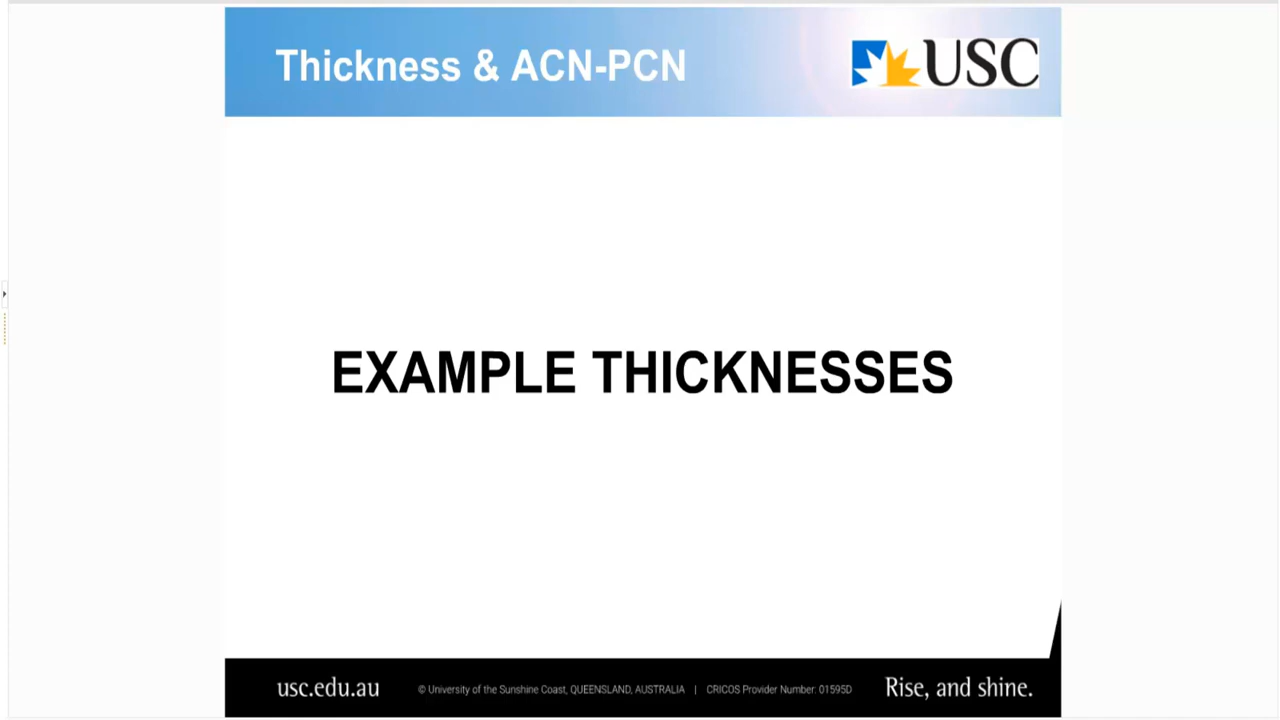 Thickness & ACN-PCN
USC
EXAMPLE THICKNESSES
usc.edu.au
© University of the Sunshine Coast, QUEENSLAND, AUSTRALIA | CRICOS Provider Number: 01595D
Rise, and shine.